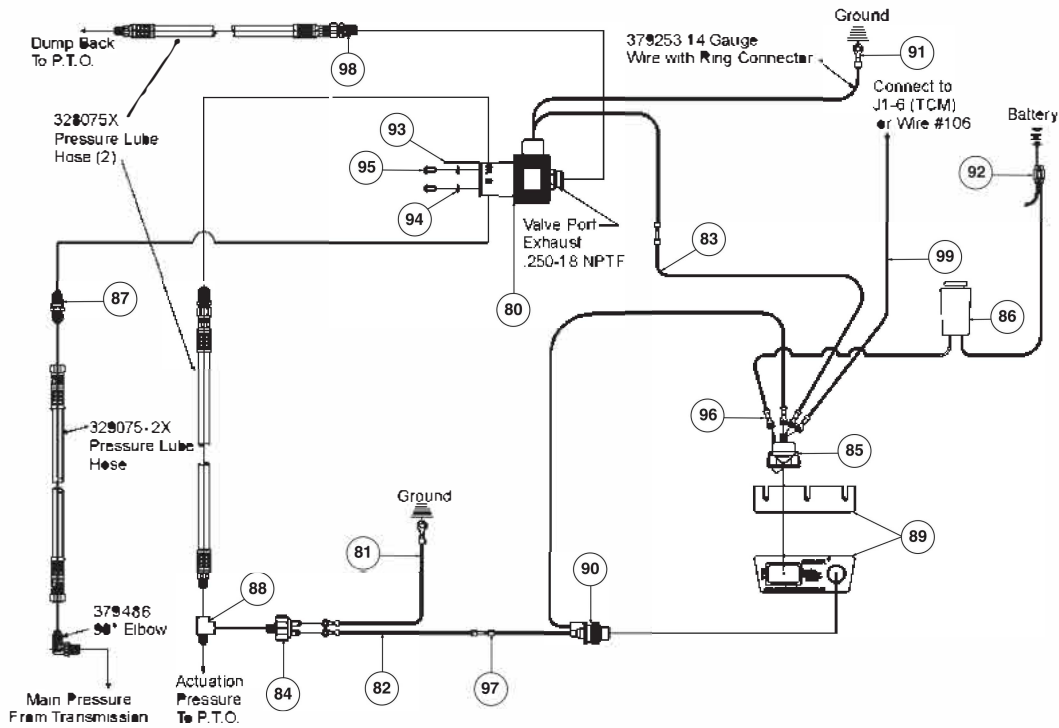 Ground
Dump Back
To P.T.O.
98
379253 14 Gauge
Wire with Ring Connector
91
Connect to
J1-6 (TCM)
or Wire #106
Battery
328075X
Pressure Lube
Hose (2)
93
95
94
92
Valve Port
Exhaust
.250-18 NPTF
83
99
87
80
86
329075-2X
Pressure Lube
Hose
96
85
Ground
81
89
88
90
379486
90° Elbow
84
82
97
Main Pressure
From Transmission
Actuation
Pressure
To P.T.O.